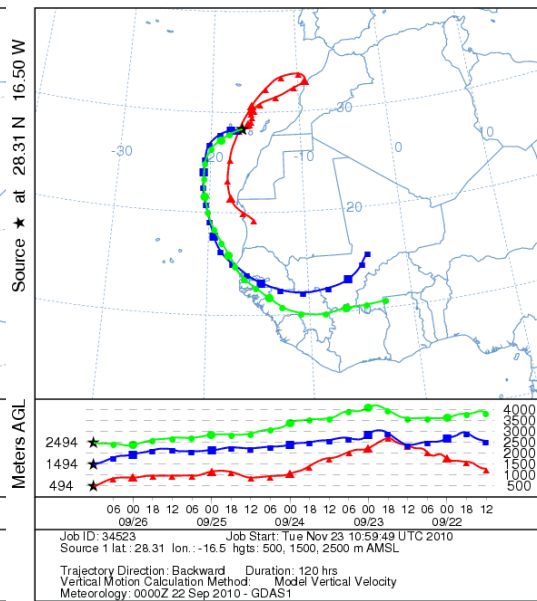 Source ★ at 28.31 N 16.50 W
-30
-20
-10
0
10
30
20
10
Meters AGL
2494
1494
494
4000
3500
3000
2500
2000
1500
1000
500
06 00 18 12 06 00 18 12 06 00 18 12 06 00 18 12 06 00 18 12
09/26 09/25 09/24 09/23 09/22
Job ID: 34523 Job Start: Tue Nov 23 10:59:49 UTC 2010
Source 1 lat.: 28.31 lon.: -16.5 hgts: 500, 1500, 2500 m AMSL
Trajectory Direction: Backward Duration: 120 hrs
Vertical Motion Calculation Method: Model Vertical Velocity
Meteorology: 0000Z 22 Sep 2010 - GDAS1